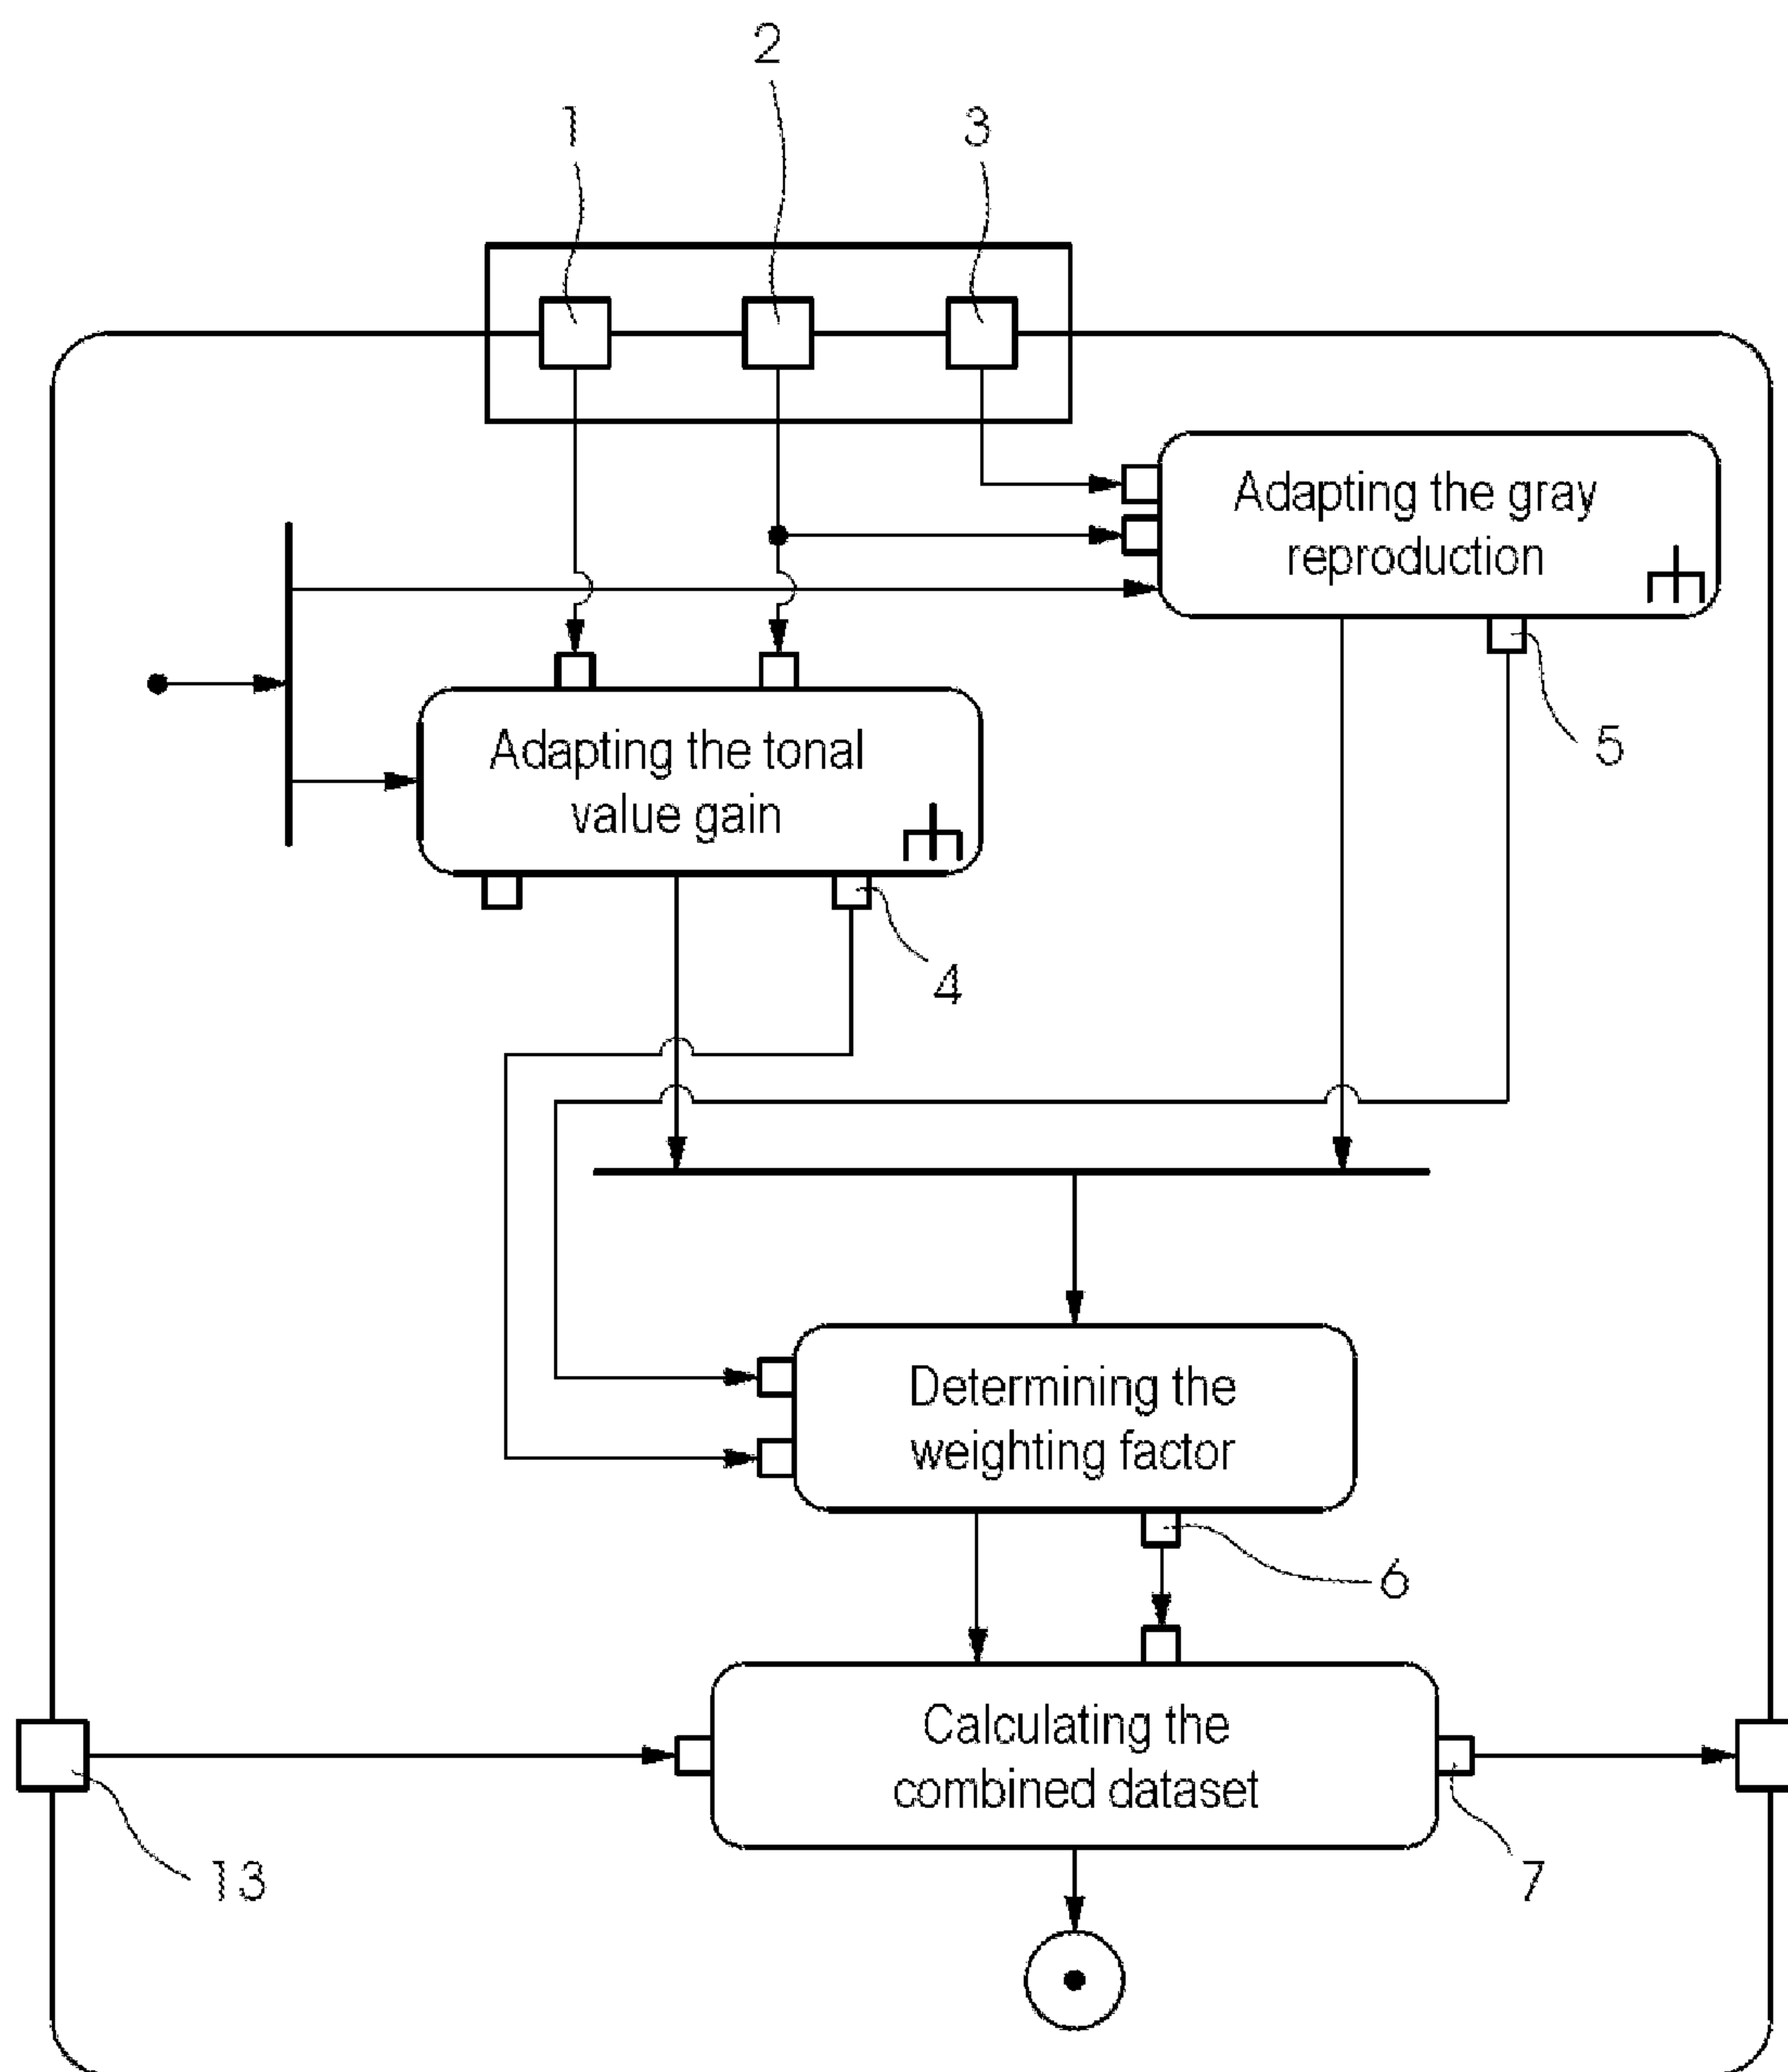 2
1
3
Adapting the gray
reproduction
5
Adapting the tonal
value gain
4
Determining the
weighting factor
6
Calculating the
combined dataset
13
7